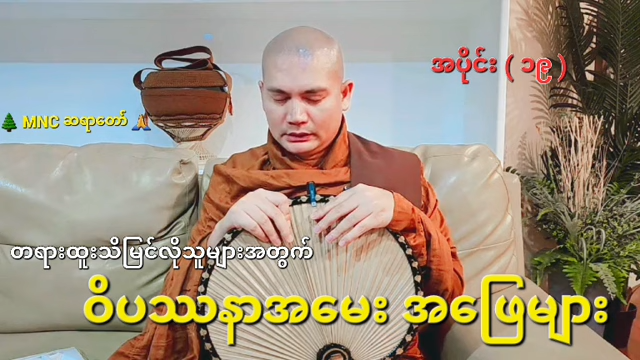 အပိုင်း ( ၁၉ )
🌲 MNC ဆရာတော် 🙏
တရားထူးသိမြင်လိုသူများအတွက်
ဝိပဿနာအမေး အဖြေများ